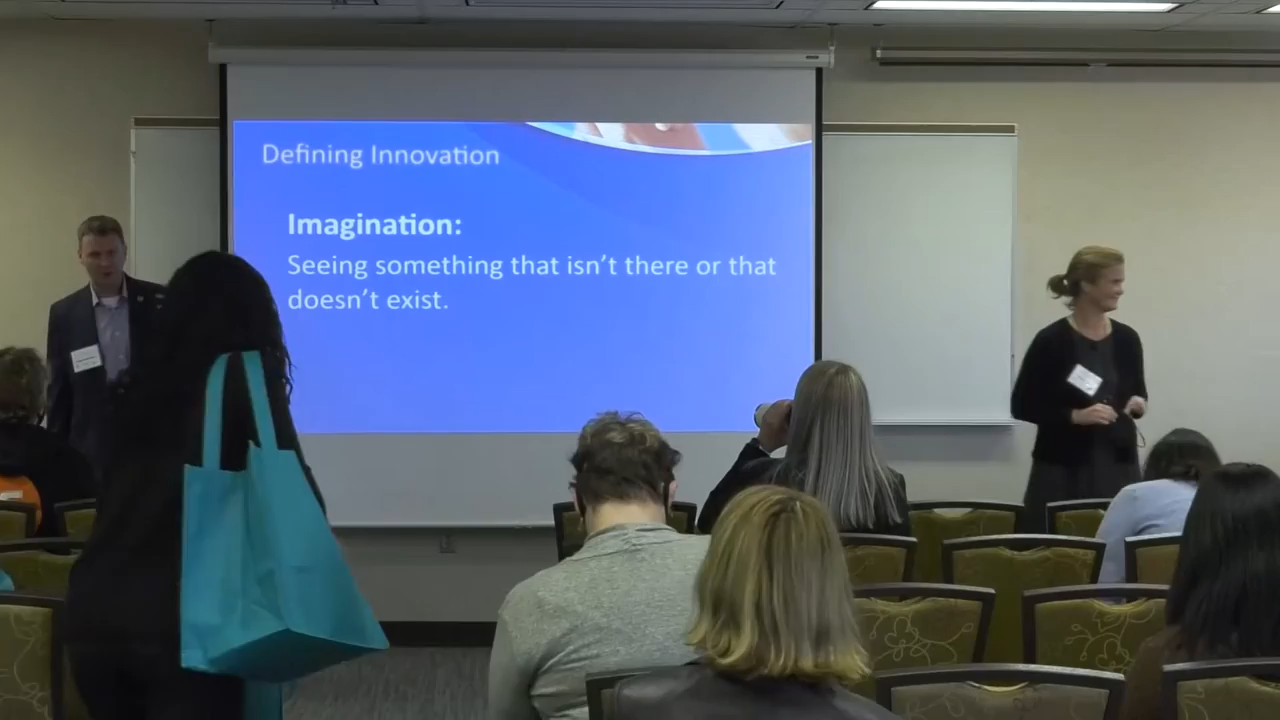 Defining Innovation
Imagination:
Seeing something that isn't there or that
doesn't exist.